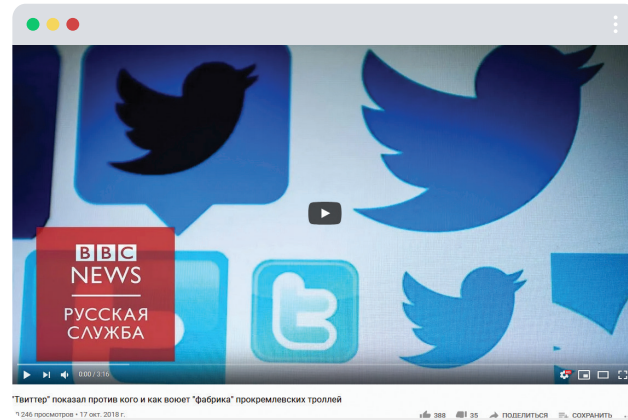 BBC
NEWS
РУССКАЯ
СЛУЖБА
0:00 / 3:16
"Твиттер" показал против кого и как воюет "фабрика" прокремлевских троллей
246 просмотров • 17 окт. 2018 г.
388
35
ПОДЕЛИТЬСЯ
СОХРАНИТЬ